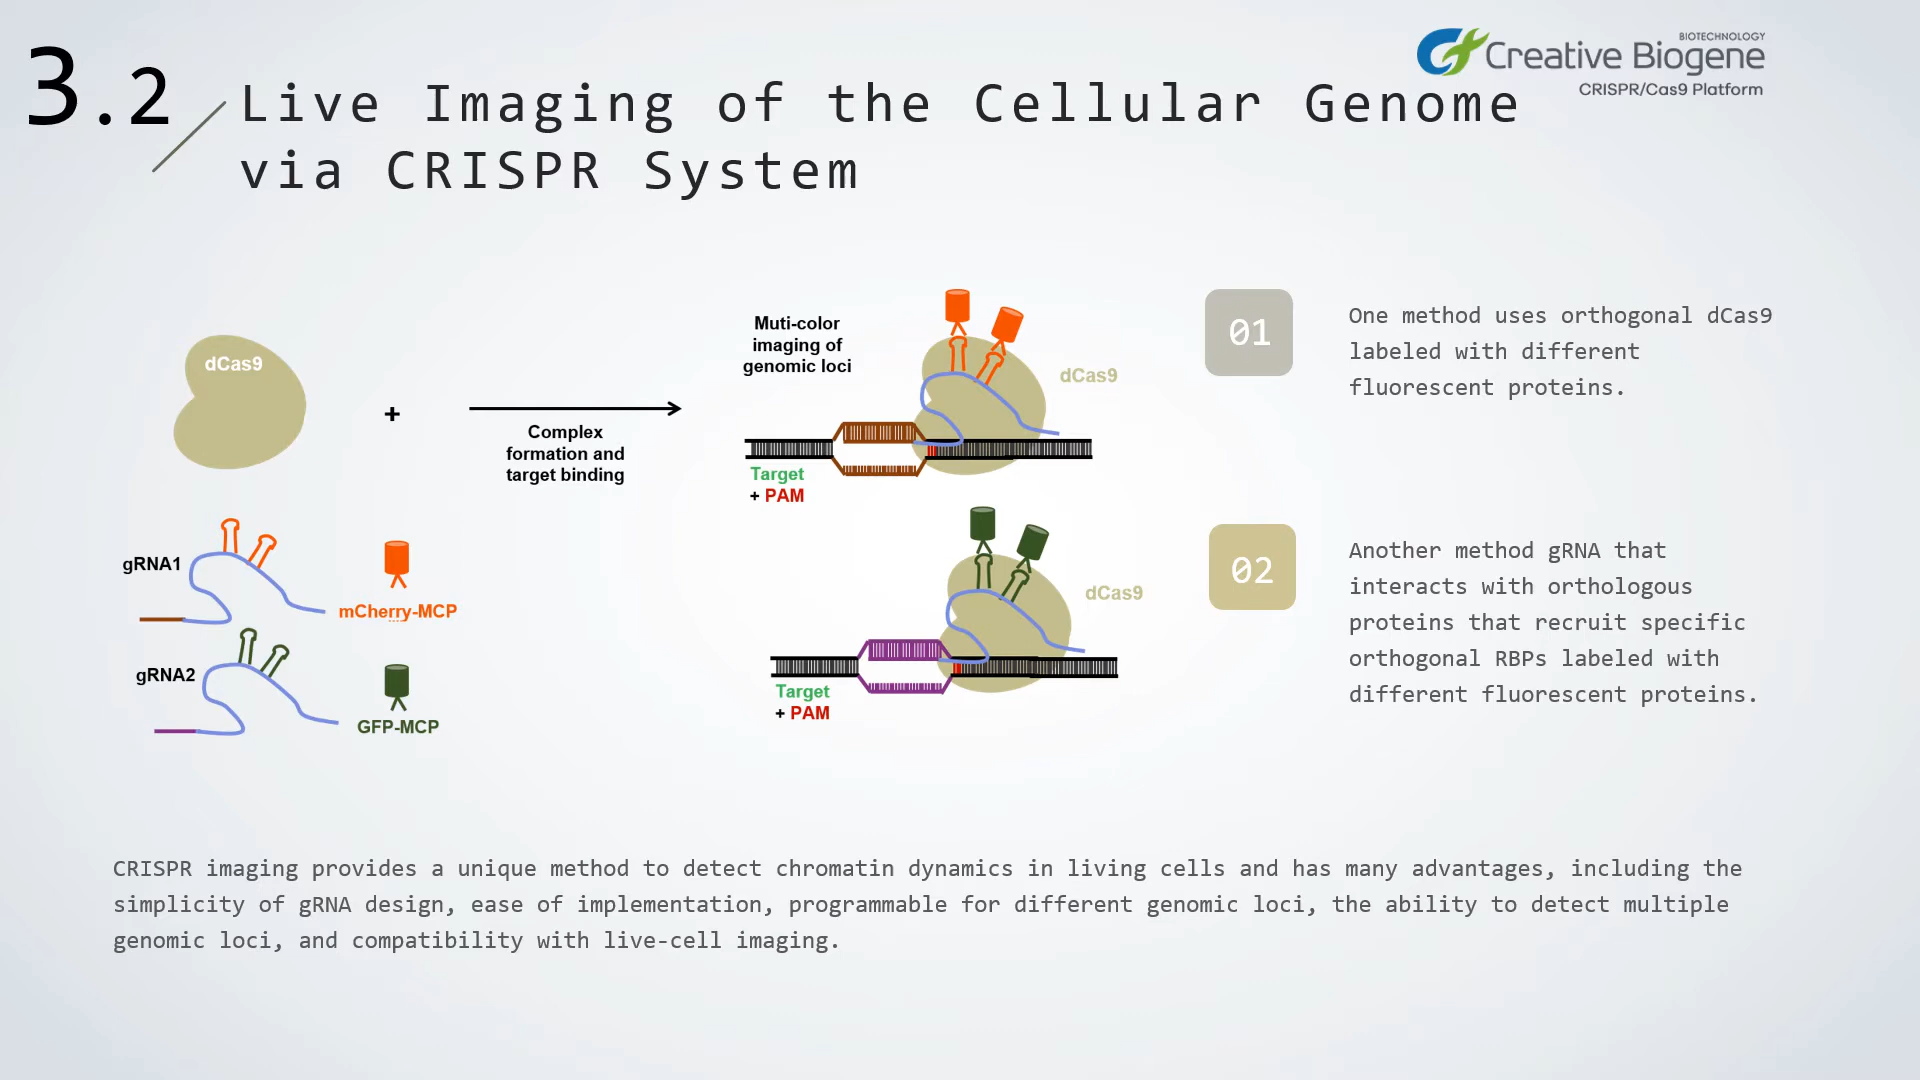 3.2
Live Imaging of the Cellular Genome
via CRISPR System
BIOTECHNOLOGY
Creative Biogene
CRISPR/Cas9 Platform
dCas9
+
gRNA1
mCherry-MCP
gRNA2
GFP-MCP
Complex
formation and
target binding
Muti-color
imaging of
genomic loci
dCas9
Target
+ PAM
dCas9
Target
+ PAM
01
One method uses orthogonal dCas9
labeled with different
fluorescent proteins.
02
Another method gRNA that
interacts with orthologous
proteins that recruit specific
orthogonal RBPs labeled with
different fluorescent proteins.
CRISPR imaging provides a unique method to detect chromatin dynamics in living cells and has many advantages, including the
simplicity of gRNA design, ease of implementation, programmable for different genomic loci, the ability to detect multiple
genomic loci, and compatibility with live-cell imaging.